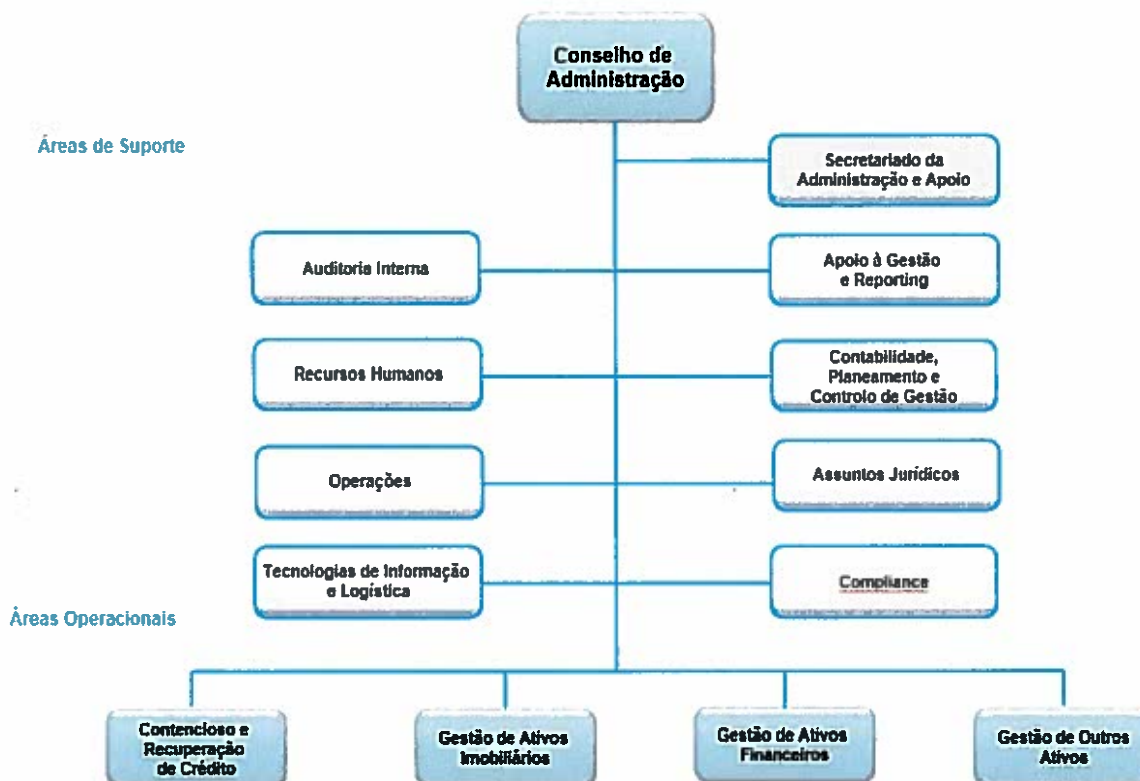 Conselho de
Administração
Áreas de Suporte
Secretariado da
Administração e Apoio
Auditoria Interna
Apoio à Gestão
e Reporting
Recursos Humanos
Contabilidade,
Planeamento e
Controlo de Gestão
Operações
Assuntos Jurídicos
Tecnologias de Informação
e Logística
Compliance
Áreas Operacionais
Contencioso e
Recuperação
de Crédito
Gestão de Ativos
Imobiliários
Gestão de Ativos
Financeiros
Gestão de Outros
Ativos